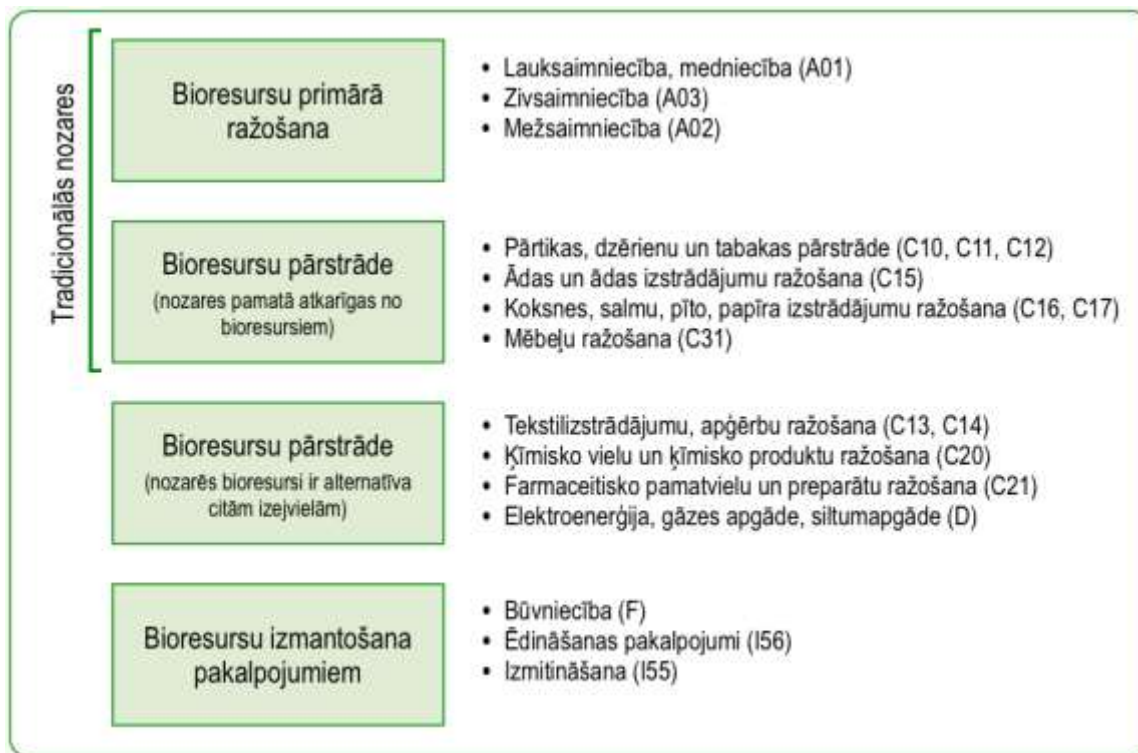 Tradicionālās nozares
Bioresursu primārā
ražošana
• Lauksaimniecība, medniecība (A01)
• Zivsaimniecība (A03)
• Mežsaimniecība (A02)
Bioresursu pārstrāde
(nozares pamatā atkarīgas no
bioresursiem)
• Pārtikas, dzērienu un tabakas pārstrāde (C10, C11, C12)
• Ādas un ādas izstrādājumu ražošana (C15)
• Koksnes, salmu, pīto, papīra izstrādājumu ražošana (C16, C17)
• Mēbeļu ražošana (C31)
Bioresursu pārstrāde
(nozarēs bioresursi ir alternatīva
citām izejvielām)
• Tekstilizstrādājumu, apģērbu ražošana (C13, C14)
• Ķīmisko vielu un ķīmisko produktu ražošana (C20)
• Farmaceitisko pamatvielu un preparātu ražošana (C21)
• Elektroenerģija, gāzes apgāde, siltumapgāde (D)
Bioresursu izmantošana
pakalpojumiem
• Būvniecība (F)
• Ēdināšanas pakalpojumi (I56)
• Izmitināšana (I55)